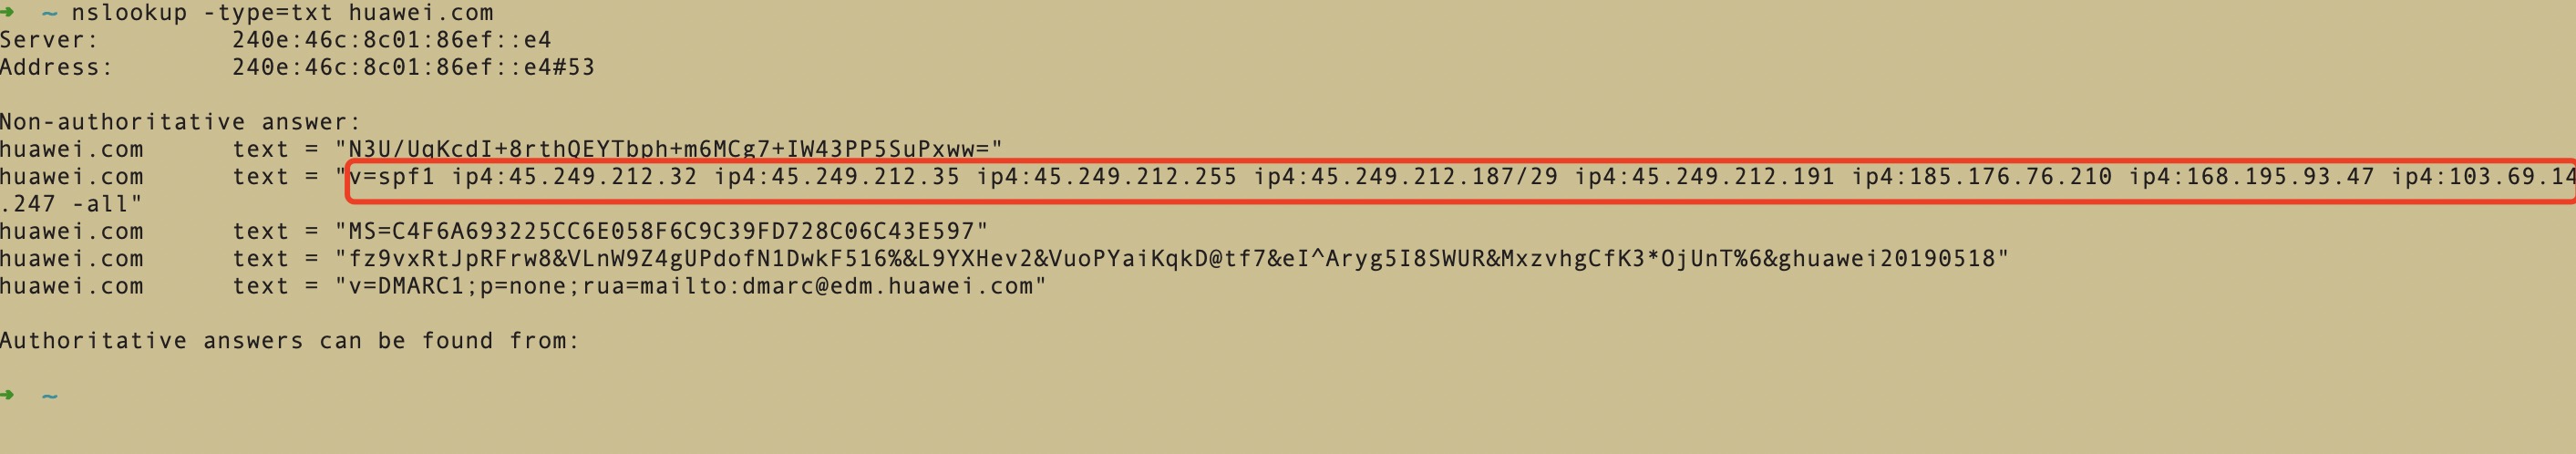 ➜  ~ nslookup -type=txt huawei.com
Server:         240e:46c:8c01:86ef::e4
Address:        240e:46c:8c01:86ef::e4#53
Non-authoritative answer:
huawei.com      text = "N3U/UqKcdI+8rthQEYTbph+m6MCg7+IW43PP5SuPxww="
huawei.com      text = "v=spf1 ip4:45.249.212.32 ip4:45.249.212.35 ip4:45.249.212.255 ip4:45.249.212.187/29 ip4:45.249.212.191 ip4:185.176.76.210 ip4:168.195.93.47 ip4:103.69.14
.247 -all"
huawei.com      text = "MS=C4F6A693225CC6E058F6C9C39FD728C06C43E597"
huawei.com      text = "fz9vxRtJpRFrw8&VLnW9Z4gUPdofN1DwkF516%&L9YXHev2&VuoPYaiKqkD@tf7&eI^Aryg5I8SWUR&MxzvhgCfK3*OjUnT%6&ghuawei20190518"
huawei.com      text = "v=DMARC1;p=none;rua=mailto:dmarc@edm.huawei.com"
Authoritative answers can be found from:
➜  ~